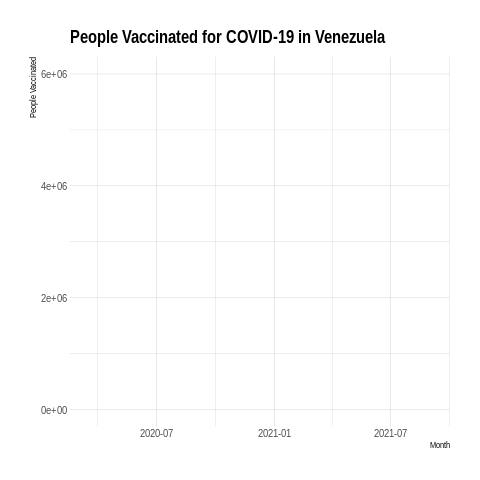 People Vaccinated for COVID-19 in Venezuela
People Vaccinated
6e+06
4e+06
2e+06
0e+00
2020-07
2021-01
2021-07
Month